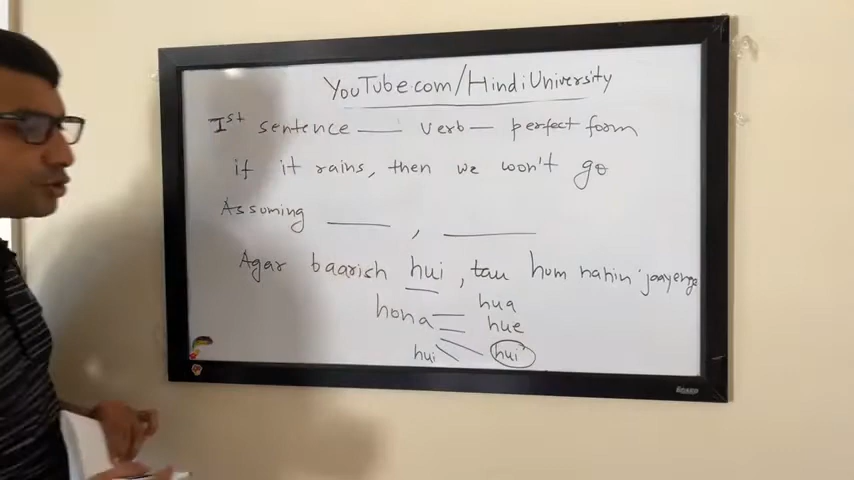 YouTube.com/HindiUniversity
Ist sentence — verb — perfect form
if it rains, then we won't go
Assuming ____ , ____
Agar baarish hui, tau hum nahin jaayenge
hona
hua
hue
hui
hui